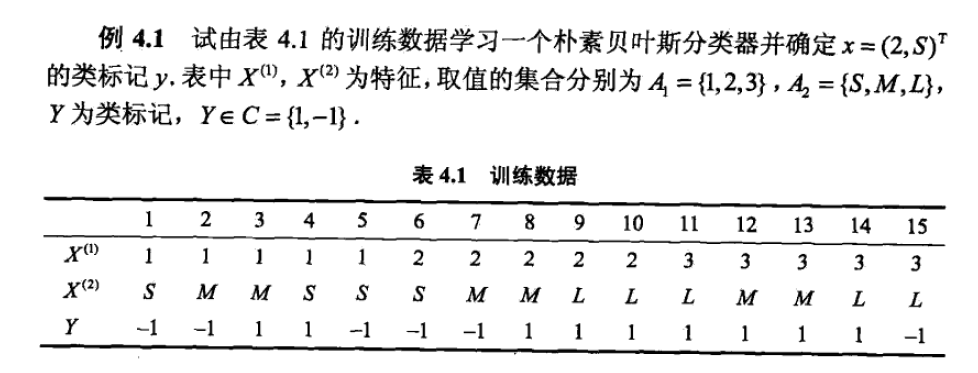 例 4.1 试由表 4.1 的训练数据学习一个朴素贝叶斯分类器并确定 x = (2,S)ᵀ
的类标记 y. 表中 X⁽¹⁾, X⁽²⁾ 为特征, 取值的集合分别为 A₁ = {1,2,3}, A₂ = {S,M,L},
Y 为类标记, Y∈C={1,−1}.
表 4.1 训练数据
1 2 3 4 5 6 7 8 9 10 11 12 13 14 15
X⁽¹⁾ 1 1 1 1 1 2 2 2 2 2 3 3 3 3 3
X⁽²⁾ S M M S S S M M L L L M M L L
Y −1 −1 1 1 −1 −1 −1 1 1 1 1 1 1 1 −1